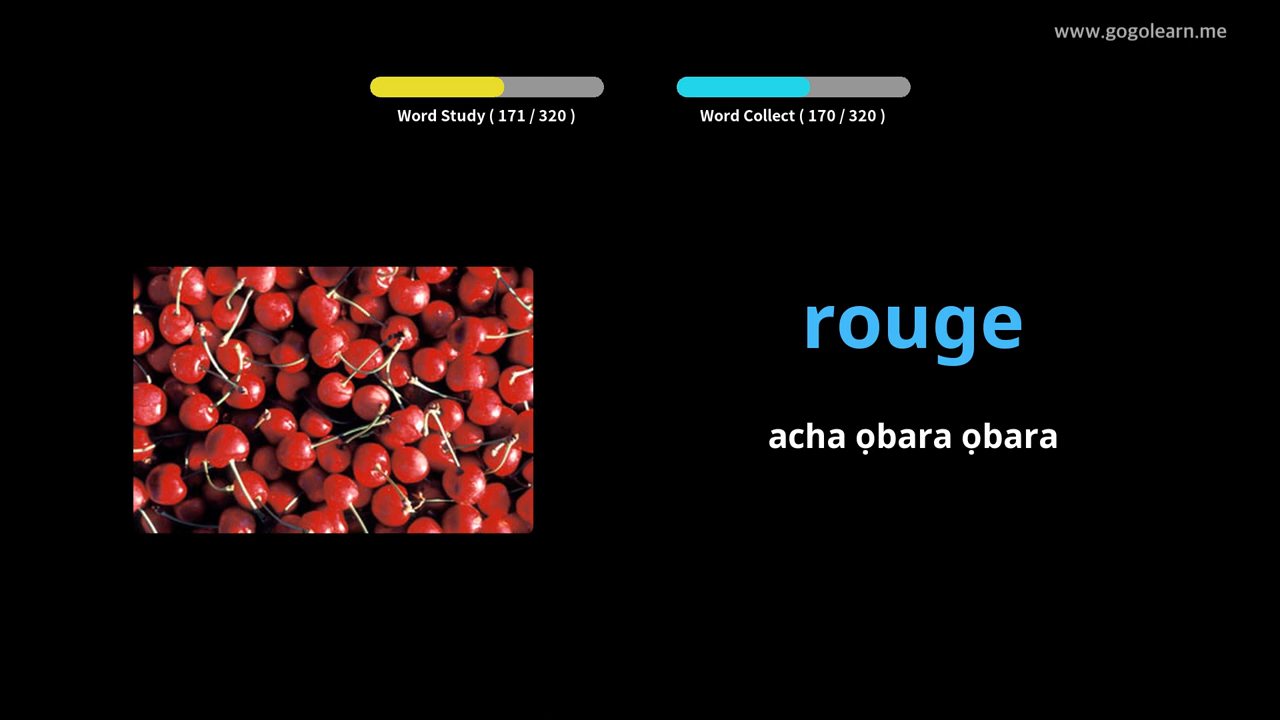 www.gogolearn.me
Word Study ( 171 / 320 )
Word Collect ( 170 / 320 )
rouge
acha ọbara ọbara